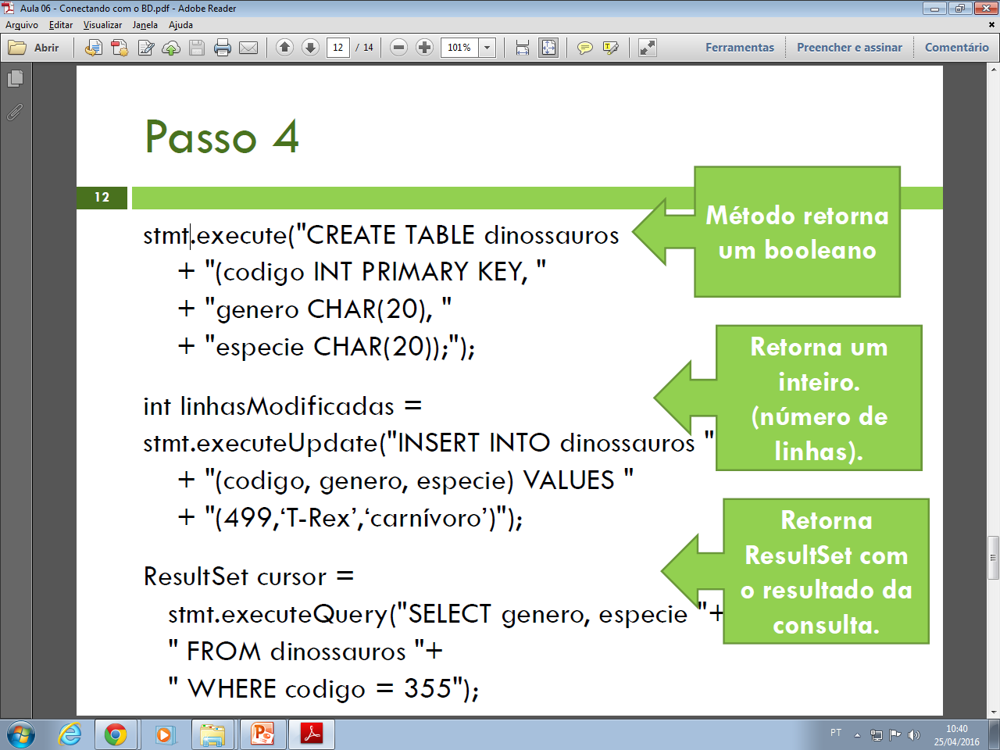 Aula 06 - Conectando com o BD.pdf - Adobe Reader
Arquivo Editar Visualizar Janela Ajuda
Abrir 12 / 14 101% Ferramentas Preencher e assinar Comentário
Passo 4
12
Método retorna
um booleano
stmt.execute("CREATE TABLE dinossauros
+ "(codigo INT PRIMARY KEY, "
+ "genero CHAR(20), "
+ "especie CHAR(20));");
Retorna um
inteiro.
(número de
linhas).
int linhasModificadas =
stmt.executeUpdate("INSERT INTO dinossauros "
+ "(codigo, genero, especie) VALUES "
+ "(499,‘T-Rex’,‘carnívoro’)");
Retorna
ResultSet com
o resultado da
consulta.
ResultSet cursor =
stmt.executeQuery("SELECT genero, especie "+
" FROM dinossauros "+
" WHERE codigo = 355");
PT
10:40
25/04/2016